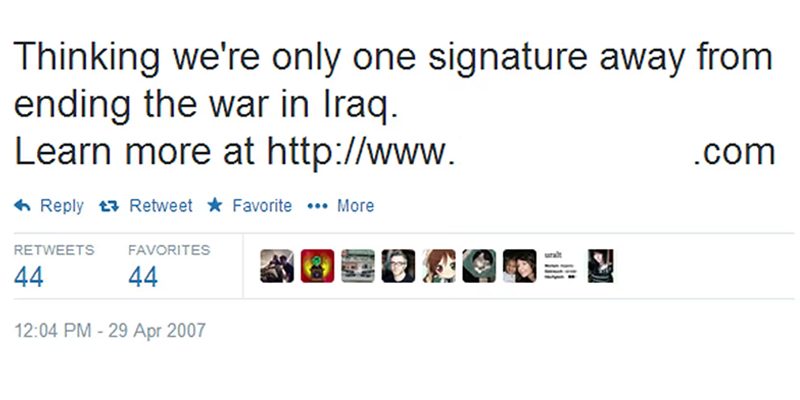 Thinking we're only one signature away from
ending the war in Iraq.
Learn more at http://www. .com
Reply Retweet Favorite More
RETWEETS FAVORITES
44 44
uralt
12:04 PM - 29 Apr 2007